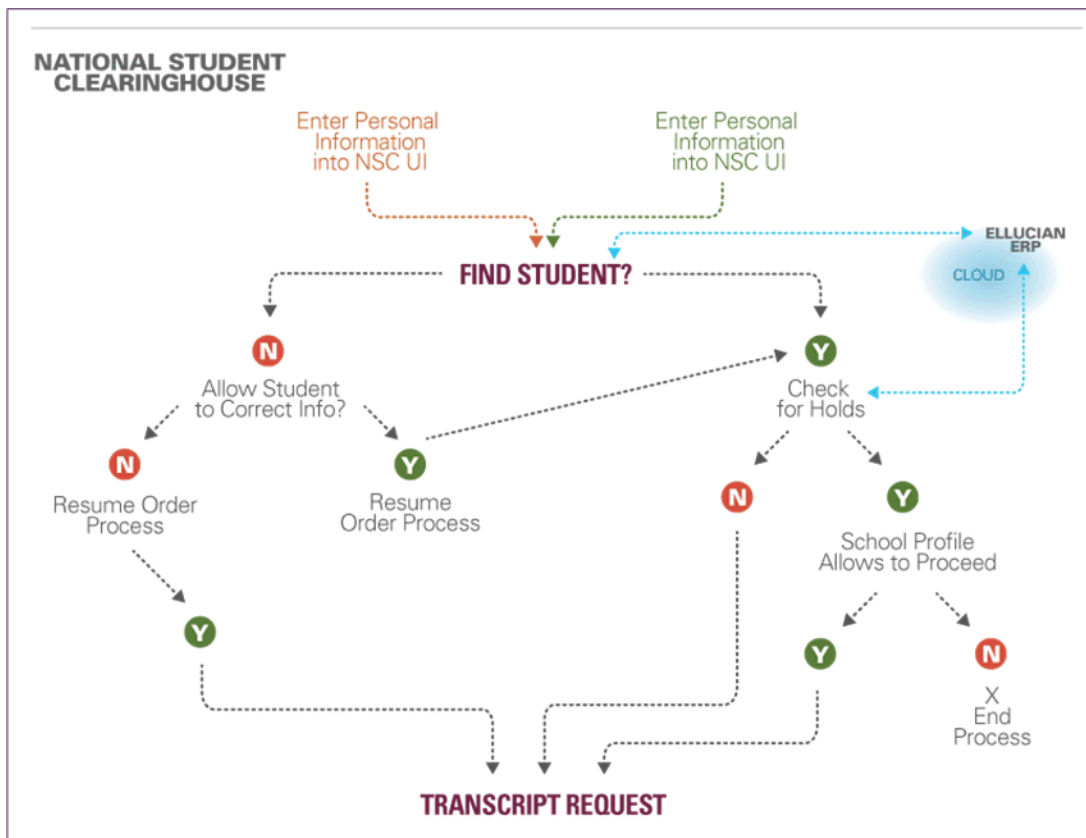 NATIONAL STUDENT
CLEARINGHOUSE
Enter Personal
Information
into NSC UI
Enter Personal
Information
into NSC UI
ELLUCIAN
ERP
CLOUD
FIND STUDENT?
N
Allow Student
to Correct Info?
Y
Check
for Holds
N
Resume Order
Process
Y
Resume
Order Process
N
Y
School Profile
Allows to Proceed
Y
Y
N
X
End
Process
TRANSCRIPT REQUEST